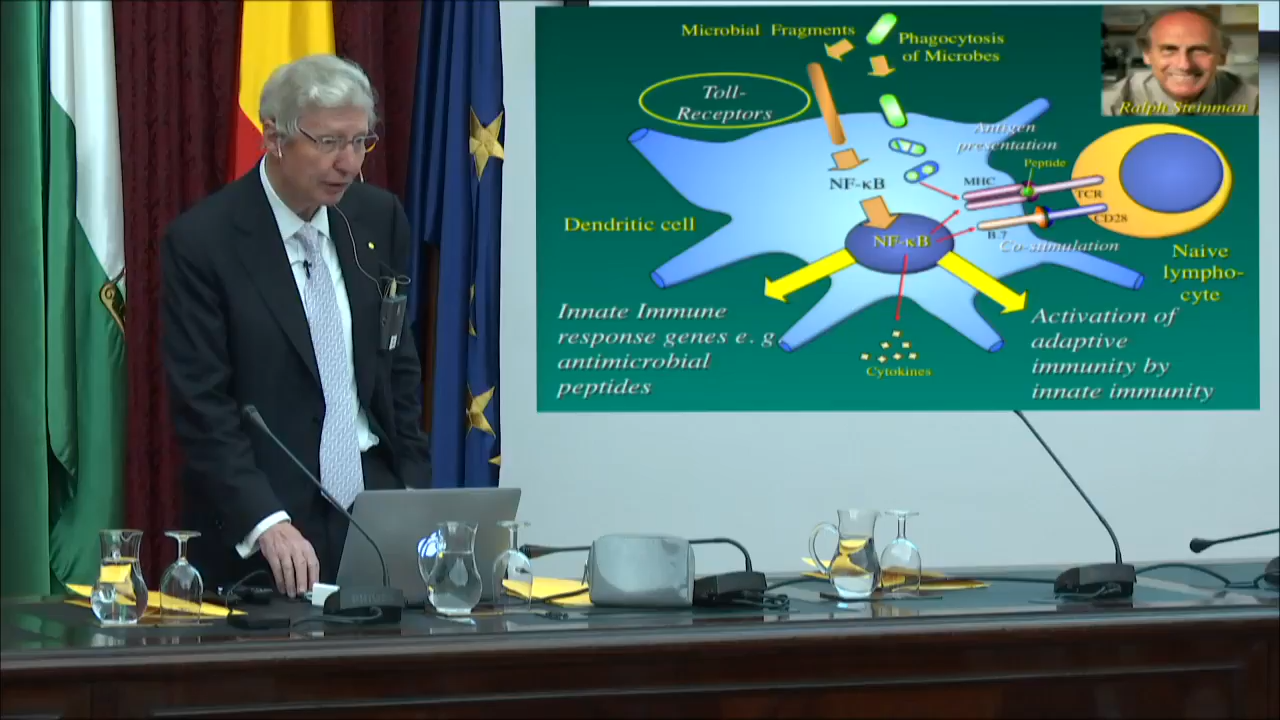 Microbial Fragments
Phagocytosis
of Microbes
Ralph Steinman
Toll-
Receptors
Antigen
presentation
Peptide
NF-κB
MHC
TCR
CD28
B.7
Co-stimulation
Dendritic cell
NF-κB
Naive
lympho-
cyte
Innate Immune
response genes e. g
antimicrobial
peptides
Cytokines
Activation of
adaptive
immunity by
innate immunity